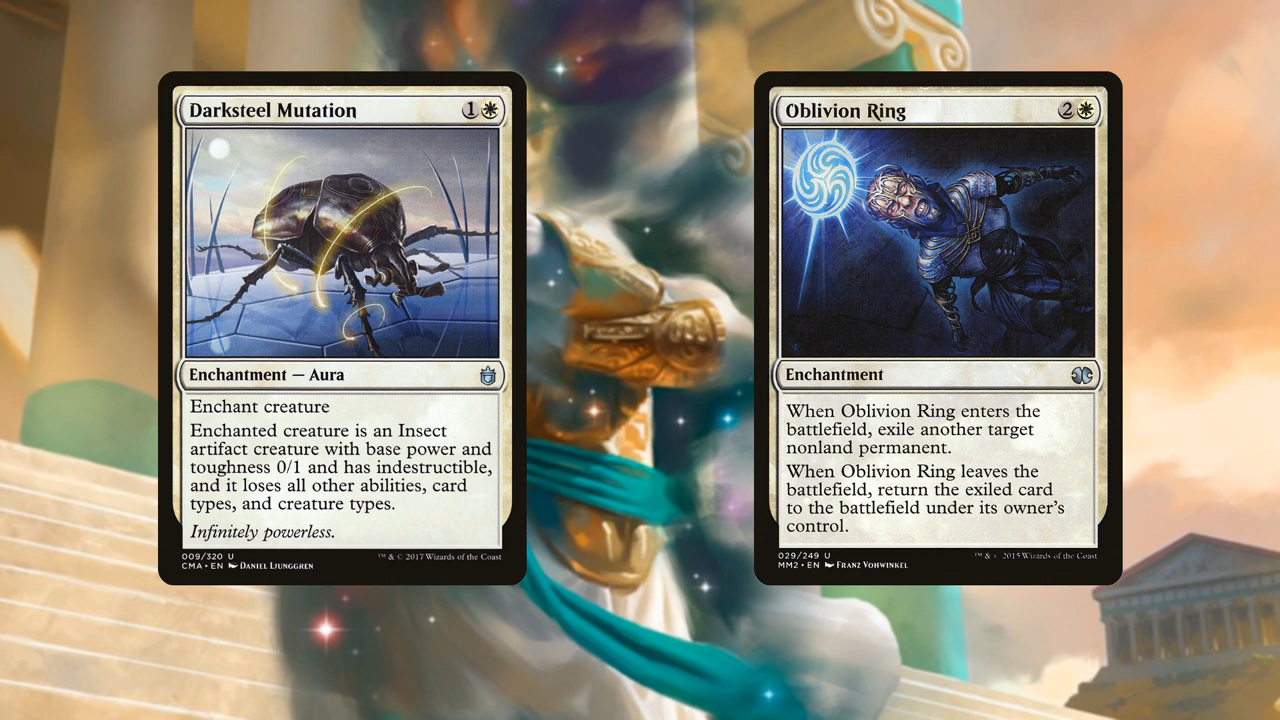 Darksteel Mutation 1
Enchantment — Aura
Enchant creature
Enchanted creature is an Insect
artifact creature with base power and
toughness 0/1 and has indestructible,
and it loses all other abilities, card
types, and creature types.
Infinitely powerless.
009/320 U
™ & © 2017 Wizards of the Coast
CMA • EN Daniel Ljunggren
Oblivion Ring 2
Enchantment
When Oblivion Ring enters the
battlefield, exile another target
nonland permanent.
When Oblivion Ring leaves the
battlefield, return the exiled card
to the battlefield under its owner's
control.
029/249 U
™ & © 2015 Wizards of the Coast
MM2 • EN Franz Vohwinkel